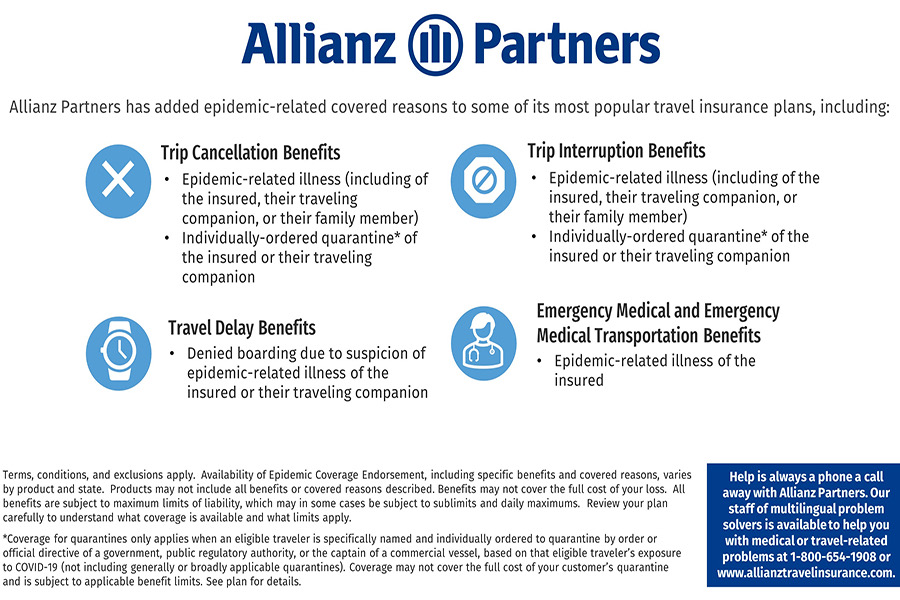 Allianz Partners
Allianz Partners has added epidemic-related covered reasons to some of its most popular travel insurance plans, including:
Trip Cancellation Benefits
• Epidemic-related illness (including of
the insured, their traveling
companion, or their family member)
• Individually-ordered quarantine* of
the insured or their traveling
companion
Trip Interruption Benefits
• Epidemic-related illness (including of the
insured, their traveling companion, or
their family member)
• Individually-ordered quarantine* of the
insured or their traveling companion
Travel Delay Benefits
• Denied boarding due to suspicion of
epidemic-related illness of the
insured or their traveling companion
Emergency Medical and Emergency
Medical Transportation Benefits
• Epidemic-related illness of the
insured
Terms, conditions, and exclusions apply. Availability of Epidemic Coverage Endorsement, including specific benefits and covered reasons, varies
by product and state. Products may not include all benefits or covered reasons described. Benefits may not cover the full cost of your loss. All
benefits are subject to maximum limits of liability, which may in some cases be subject to sublimits and daily maximums. Review your plan
carefully to understand what coverage is available and what limits apply.
*Coverage for quarantines only applies when an eligible traveler is specifically named and individually ordered to quarantine by order or
official directive of a government, public regulatory authority, or the captain of a commercial vessel, based on that eligible traveler's exposure
to COVID-19 (not including generally or broadly applicable quarantines). Coverage may not cover the full cost of your customer's quarantine
and is subject to applicable benefit limits. See plan for details.
Help is always a phone a call
away with Allianz Partners. Our
staff of multilingual problem
solvers is available to help you
with medical or travel-related
problems at 1-800-654-1908 or
www.allianztravelinsurance.com.